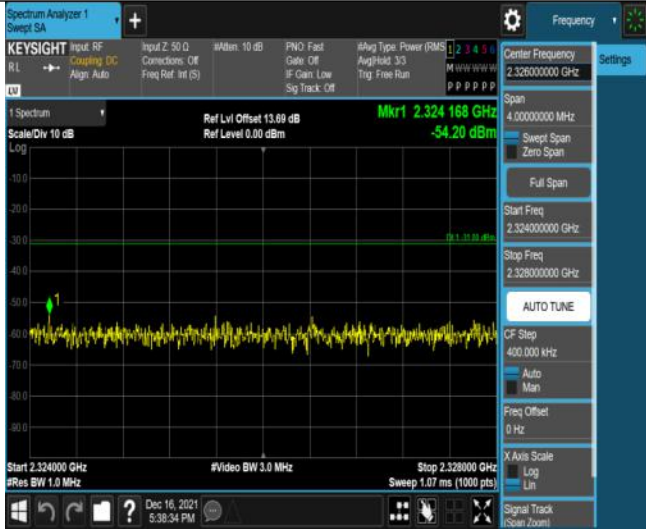 Spectrum Analyzer 1
Swept SA
Frequency
KEYSIGHT
RL
Input: RF
Coupling: DC
Align: Auto
Input Z: 50 Ω
Corrections: Off
Freq Ref: Int (S)
#Atten: 10 dB
PNO: Fast
Gate: Off
IF Gain: Low
Sig Track: Off
#Avg Type: Power (RMS
Avg|Hold: 3/3
Trig: Free Run
1 2 3 4 5 6
M W W W W W
P P P P P P
LV
1 Spectrum
Scale/Div 10 dB
Log
Ref Lvl Offset 13.69 dB
Ref Level 0.00 dBm
Mkr1 2.324 168 GHz
-54.20 dBm
-10.0
-20.0
-30.0
-40.0
-50.0
-60.0
-70.0
-80.0
-90.0
1
Start 2.324000 GHz
#Res BW 1.0 MHz
#Video BW 3.0 MHz
Stop 2.328000 GHz
Sweep 1.07 ms (1000 pts)
Dec 16, 2021
5:38:34 PM
Center Frequency
2.326000000 GHz
Settings
Span
4.00000000 MHz
Swept Span
Zero Span
Full Span
Start Freq
2.324000000 GHz
Stop Freq
2.328000000 GHz
AUTO TUNE
CF Step
400.000 kHz
Auto
Man
Freq Offset
0 Hz
X Axis Scale
Log
Lin
Signal Track
(Span Zoom)